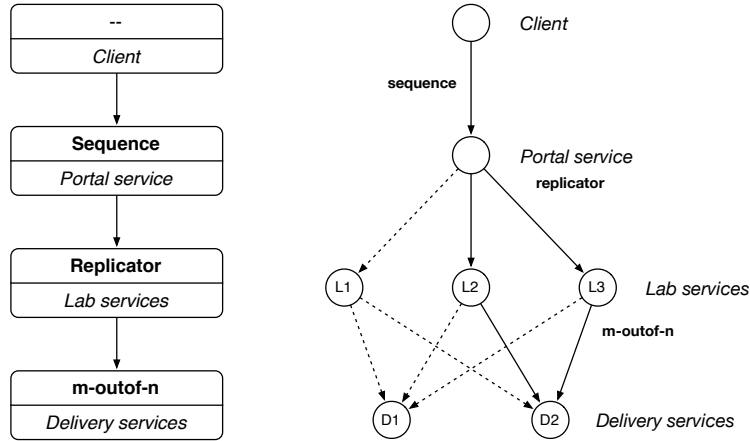 --
Client
Sequence
Portal service
Replicator
Lab services
m-outof-n
Delivery services
Client
sequence
Portal service
replicator
L1
L2
L3
Lab services
m-outof-n
D1
D2
Delivery services